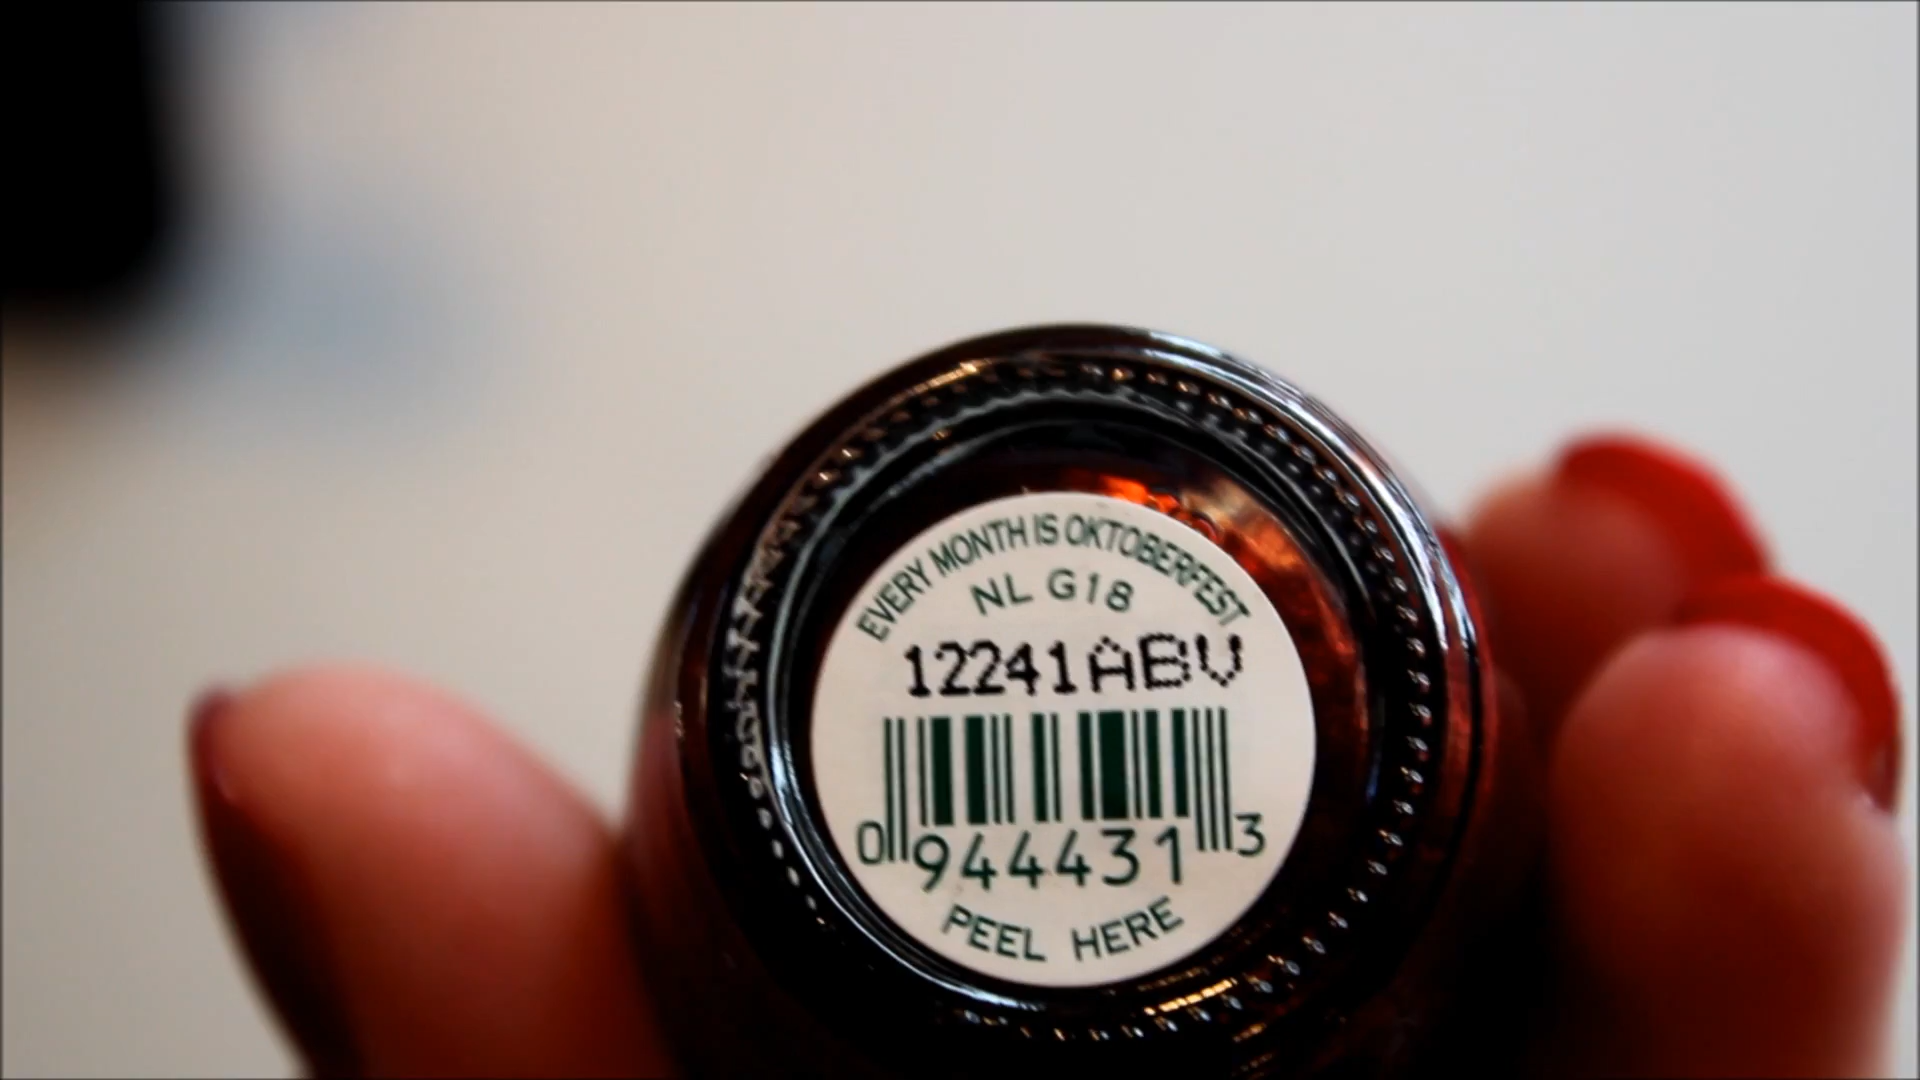 EVERY MONTH IS OKTOBERFEST
NL G18
12241ABV
0 944431 3
PEEL HERE